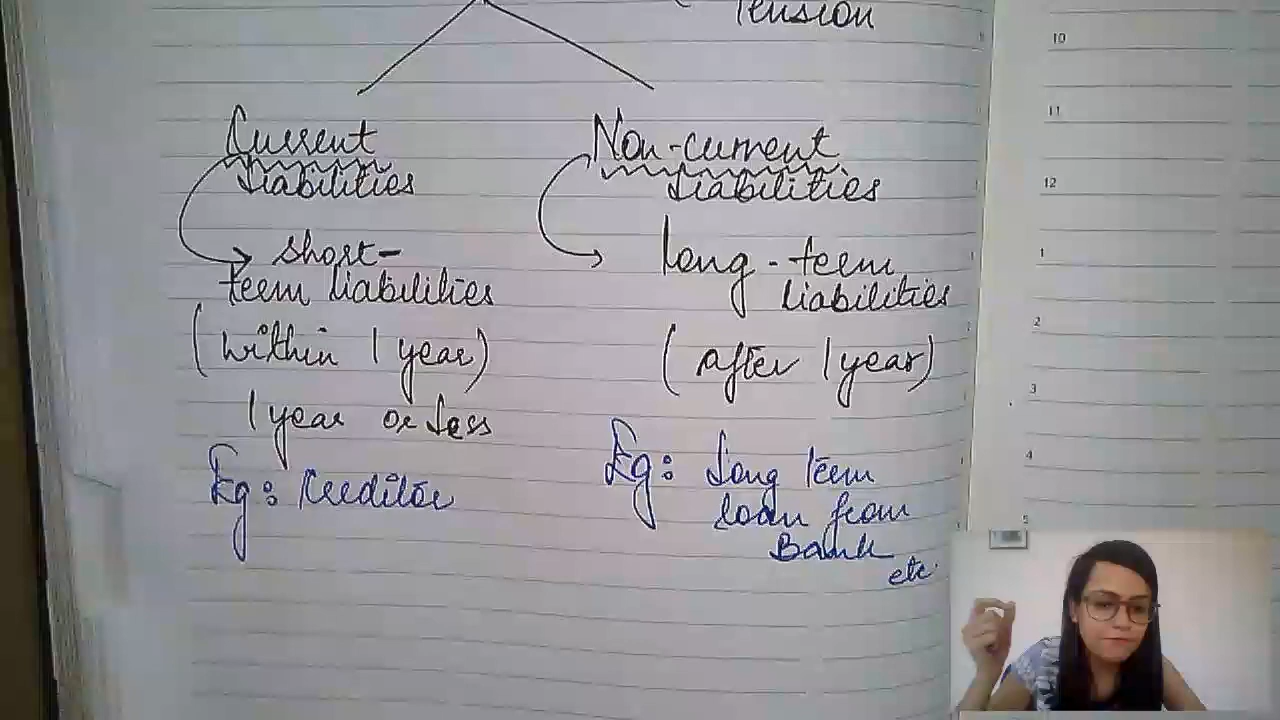 Tension
Current
Liabilities
short-
term liabilities
(within 1 year)
1 year or Less
Eg: Creditor
Non-current
Liabilities
long-term
liabilities
(after 1 year)
Eg: Long term
loan from
Bank
etc.
10
11
12
1
2
3
4
5